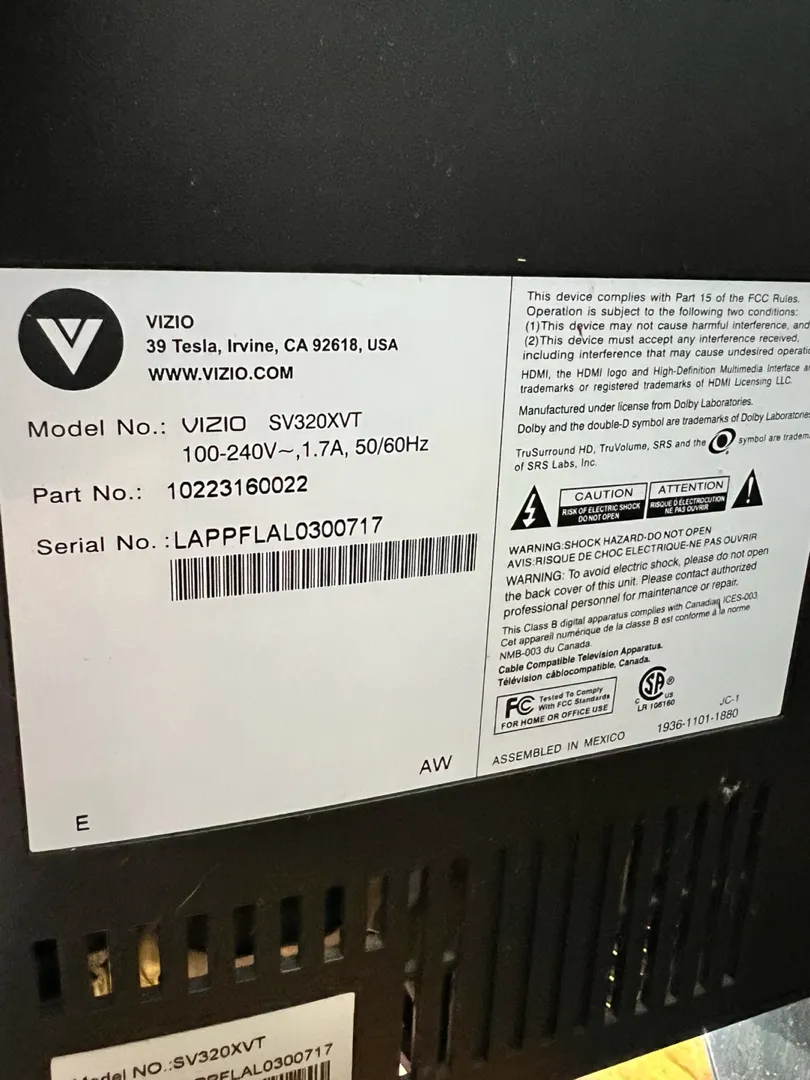 VIZIO
39 Tesla, Irvine, CA 92618, USA
WWW.VIZIO.COM
Model No.: VIZIO SV320XVT
100-240V~,1.7A, 50/60Hz
Part No.: 10223160022
Serial No. :LAPPFLAL0300717
E
AW
This device complies with Part 15 of the FCC Rules.
Operation is subject to the following two conditions:
(1)This device may not cause harmful interference, and
(2)This device must accept any interference received,
including interference that may cause undesired
HDMI, the HDMI logo and High-Definition Multimedia Interface
trademarks or registered trademarks of HDMI Licensing LLC.
Manufactured under license from Dolby Laboratories.
Dolby and the double-D symbol are trademarks of Dolby
TruSurround HD, TruVolume, SRS and the symbol are
of SRS Labs, Inc.
CAUTION
RISK OF ELECTRIC SHOCK
DO NOT OPEN
ATTENTION
RISQUE D'ÉLECTROCUTION
NE PAS OUVRIR
WARNING:SHOCK HAZARD-DO NOT OPEN
AVIS:RISQUE DE CHOC ELECTRIQUE-NE PAS OUVRIR
WARNING: To avoid electric shock, please do not open
the back cover of this unit. Please contact authorized
professional personnel for maintenance or repair.
This Class B digital apparatus complies with Canadian ICES-003
Cet appareil numérique de la classe B est conforme à la norme
NMB-003 du Canada.
Cable Compatible Television Apparatus.
Télévision câblocompatible, Canada.
FC Tested To Comply
With FCC Standards
FOR HOME OR OFFICE USE
SA ®
C US
LR 106160
JC-1
ASSEMBLED IN MEXICO
1936-1101-1880
NO.:SV320XVT